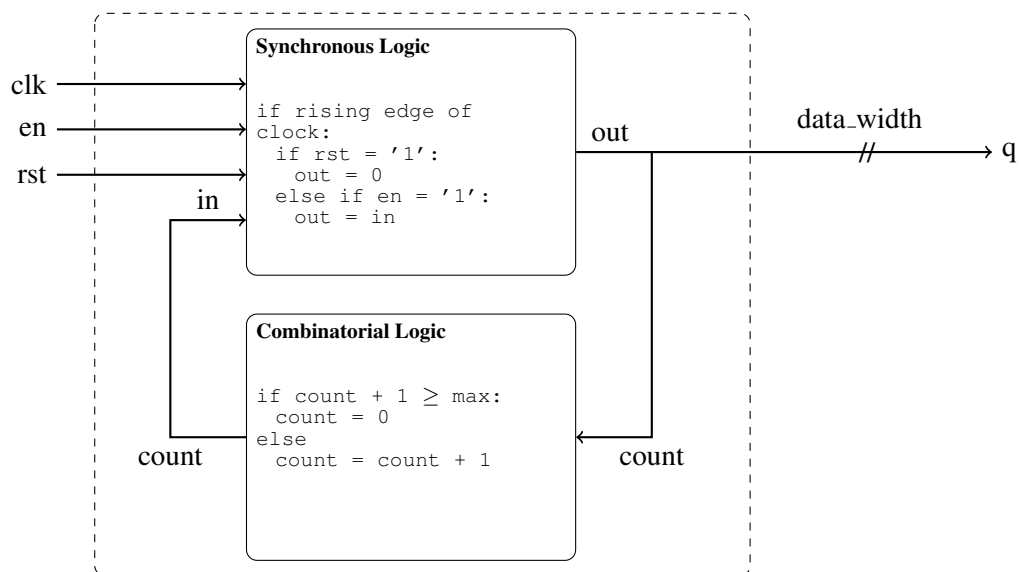 Synchronous Logic
clk
en
rst
in
if rising edge of
clock:
if rst = '1':
out = 0
else if en = '1':
out = in
out
data_width
q
Combinatorial Logic
if count + 1 ≥ max:
count = 0
else
count = count + 1
count
count